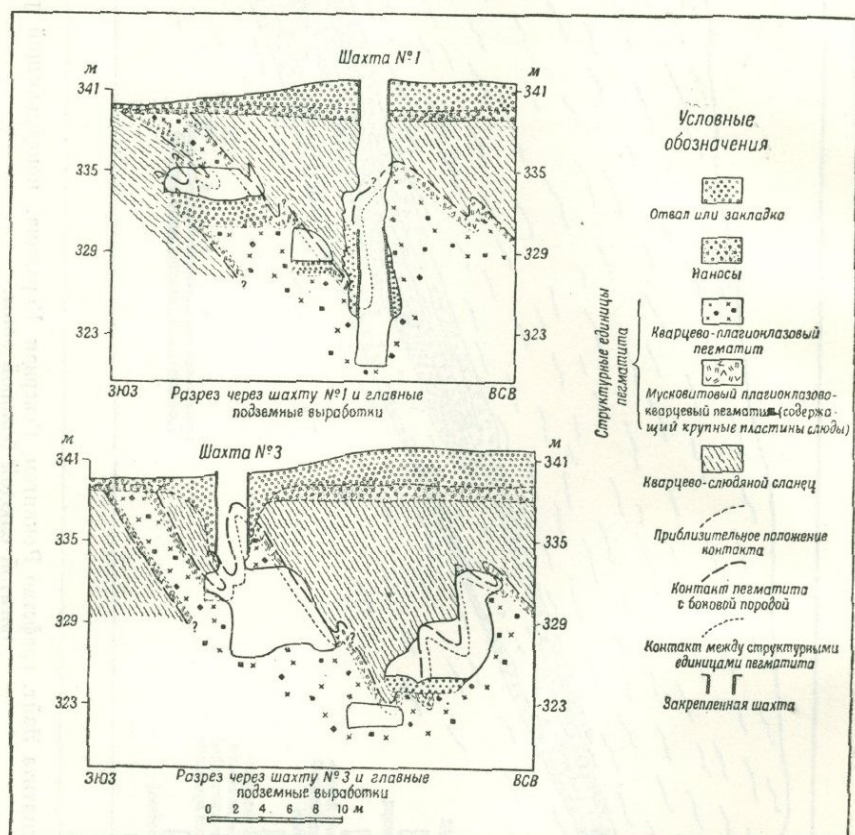 Шахта №1
м
м
341
341
335
335
329
329
323
323
?
?
?
ЗЮЗ
Разрез через шахту №1 и главные
подземные выработки
ВСВ
Шахта №3
м
м
341
341
335
335
329
329
323
323
?
?
ЗЮЗ
Разрез через шахту №3 и главные
подземные выработки
ВСВ
0 2 4 6 8 10 м
Условные
обозначения
Отвал или закладка
Наносы
Структурные единицы
пегматита
Кварцево-плагиоклазовый
пегматит
Мусковитовый плагиоклазово-
кварцевый пегматит (содержа-
щий крупные пластины слюды)
Кварцево-слюдяной сланец
Приблизительное положение
контакта
Контакт пегматита
с боковой породой
Контакт между структурными
единицами пегматита
Закрепленная шахта